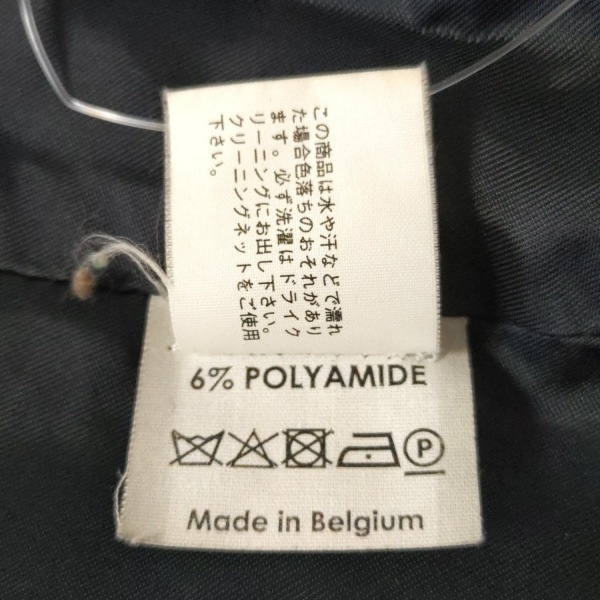 この商品は水や汗などで濡れ
た場合色落ちのおそれがあり
ます。必ず洗濯はドライク
リーニングにお出し下さい。
クリーニングネットをご使用
下さい。
6% POLYAMIDE
P
Made in Belgium